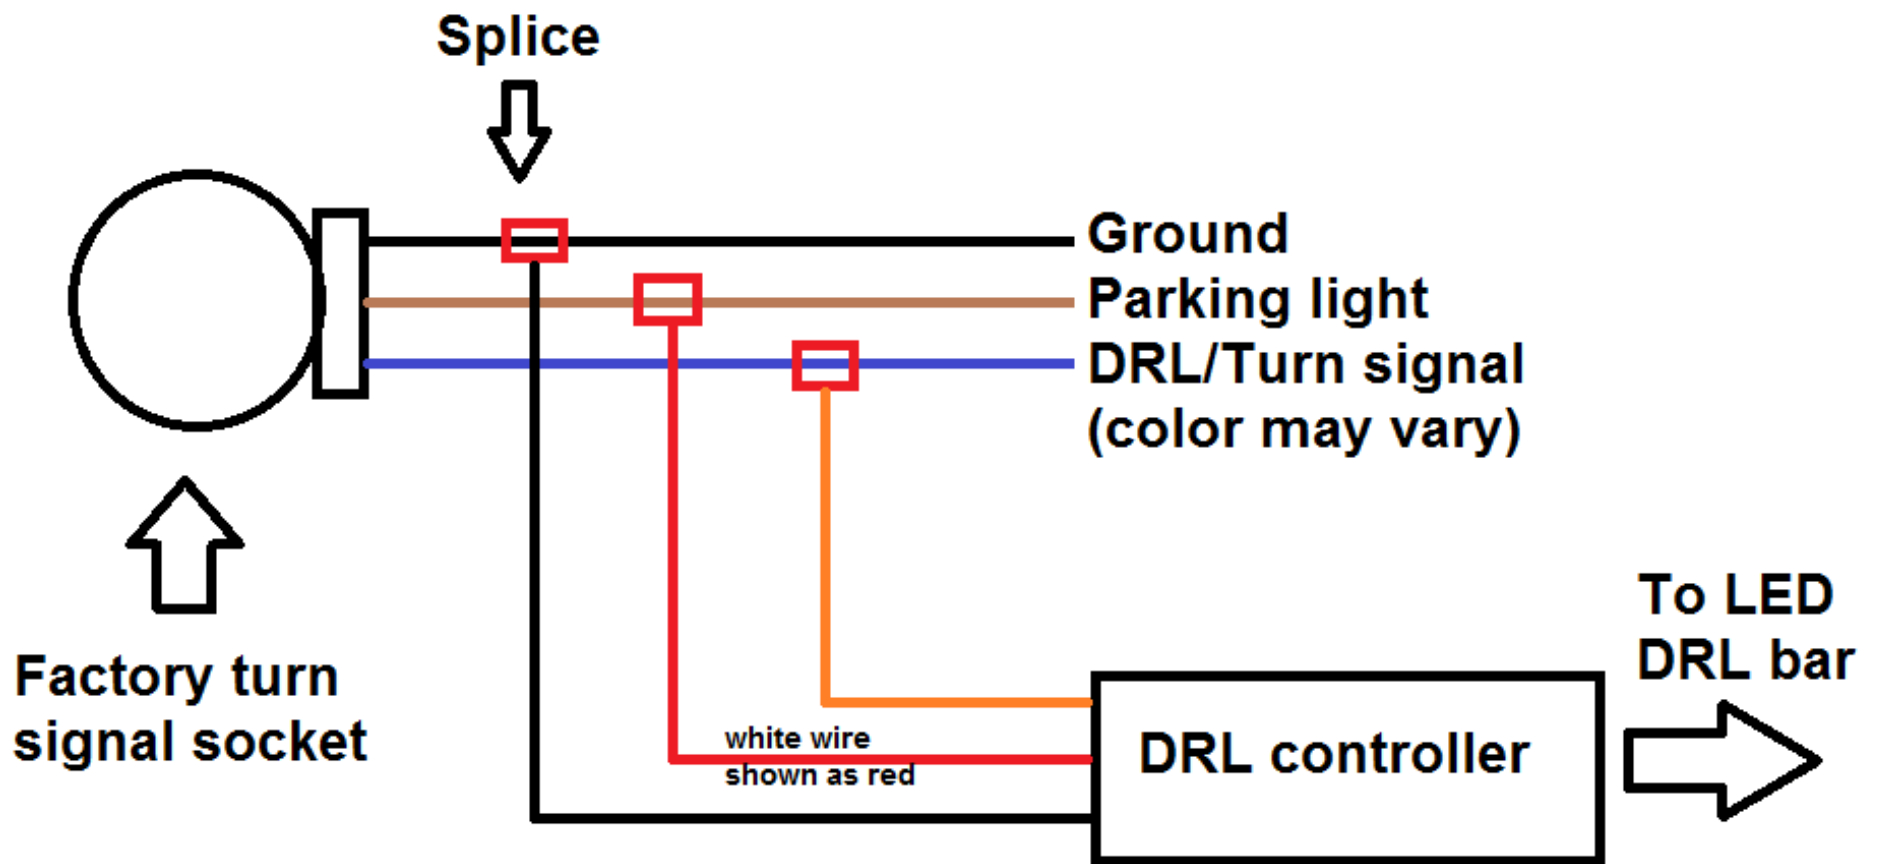 Splice
Ground
Parking light
DRL/Turn signal
(color may vary)
Factory turn
signal socket
white wire
shown as red
DRL controller
To LED
DRL bar